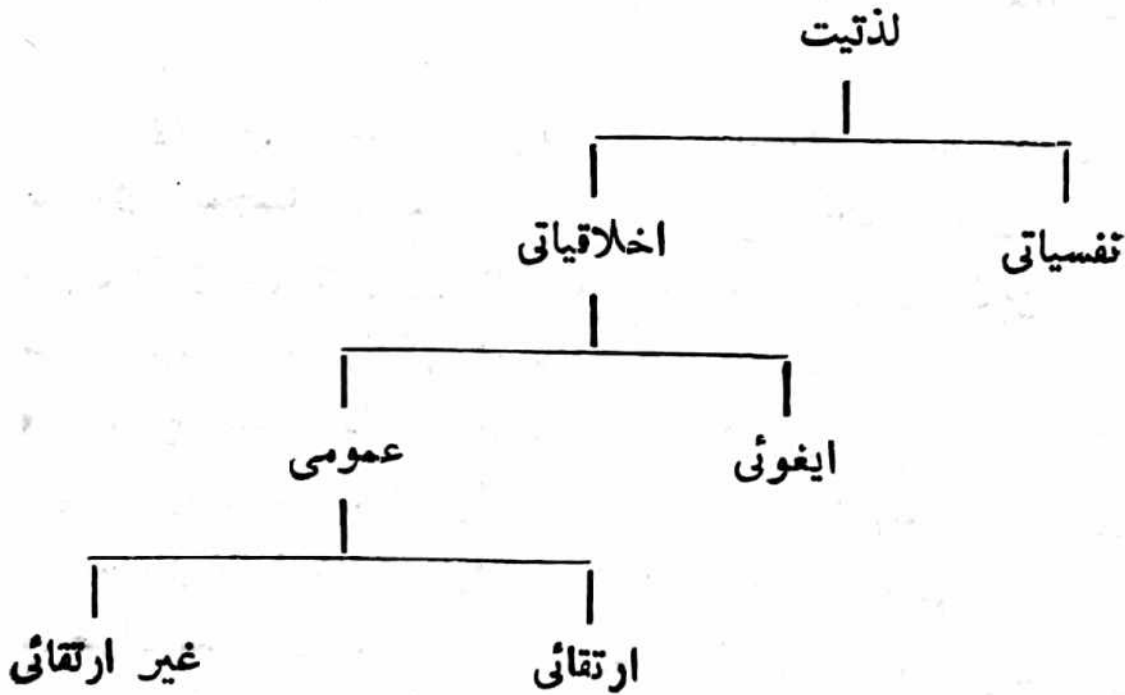 لذتیت
نفسیاتی
اخلاقیاتی
ایغوئی
عمومی
ارتقائی
غیر ارتقائی